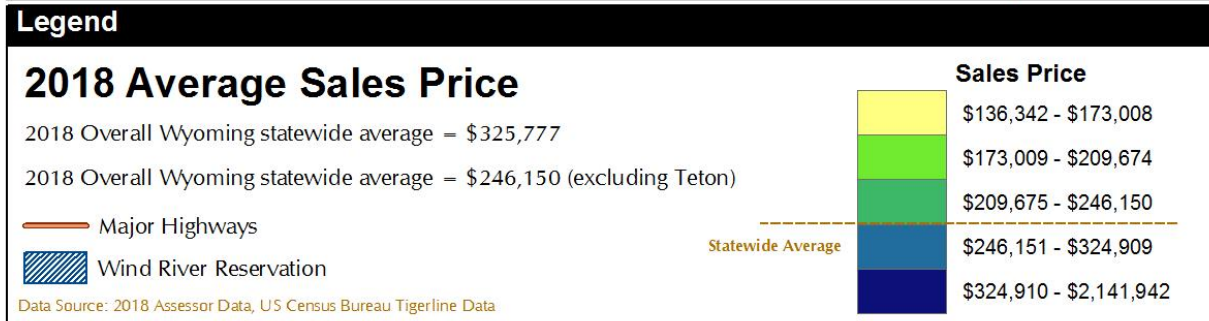 Legend
2018 Average Sales Price
2018 Overall Wyoming statewide average = $325,777
2018 Overall Wyoming statewide average = $246,150 (excluding Teton)
Major Highways
Wind River Reservation
Data Source: 2018 Assessor Data, US Census Bureau Tigerline Data
Sales Price
$136,342 - $173,008
$173,009 - $209,674
$209,675 - $246,150
Statewide Average
$246,151 - $324,909
$324,910 - $2,141,942